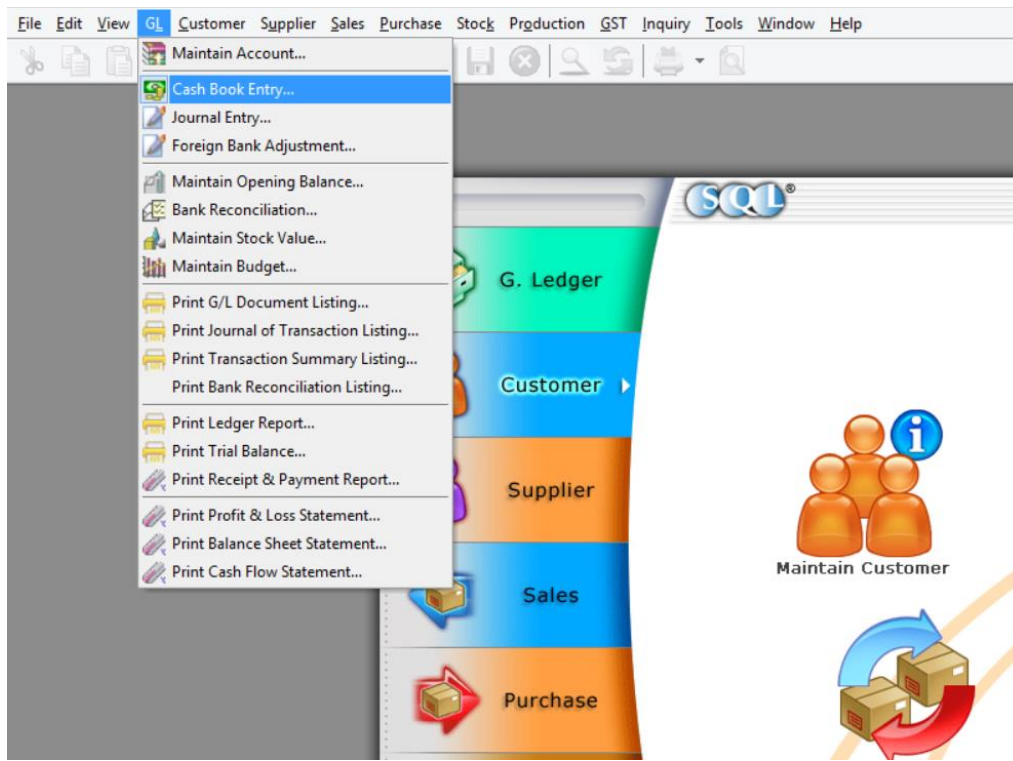 File Edit View GL Customer Supplier Sales Purchase Stock Production GST Inquiry Tools Window Help
Maintain Account...
Cash Book Entry...
Journal Entry...
Foreign Bank Adjustment...
Maintain Opening Balance...
Bank Reconciliation...
Maintain Stock Value...
Maintain Budget...
Print G/L Document Listing...
Print Journal of Transaction Listing...
Print Transaction Summary Listing...
Print Bank Reconciliation Listing...
Print Ledger Report...
Print Trial Balance...
Print Receipt & Payment Report...
Print Profit & Loss Statement...
Print Balance Sheet Statement...
Print Cash Flow Statement...
SQL®
G. Ledger
Customer
Supplier
Sales
Purchase
Maintain Customer